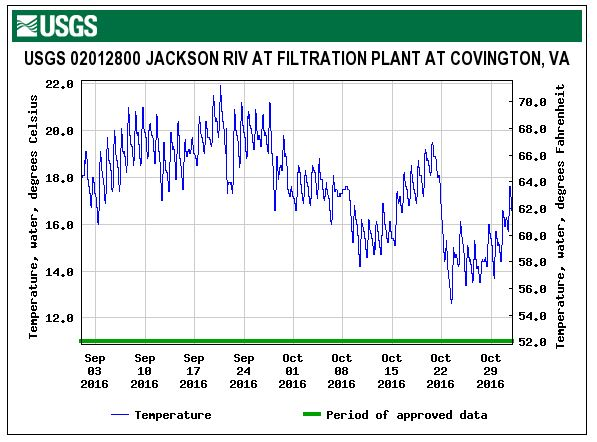 USGS
USGS 02012800 JACKSON RIV AT FILTRATION PLANT AT COVINGTON, VA
Temperature, water, degrees Celsius
22.0
20.0
18.0
16.0
14.0
12.0
70.0
68.0
66.0
64.0
62.0
60.0
58.0
56.0
54.0
52.0
Temperature, water, degrees Fahrenheit
Sep Sep Sep Sep Oct Oct Oct Oct Oct
03 10 17 24 01 08 15 22 29
2016 2016 2016 2016 2016 2016 2016 2016 2016
Temperature Period of approved data